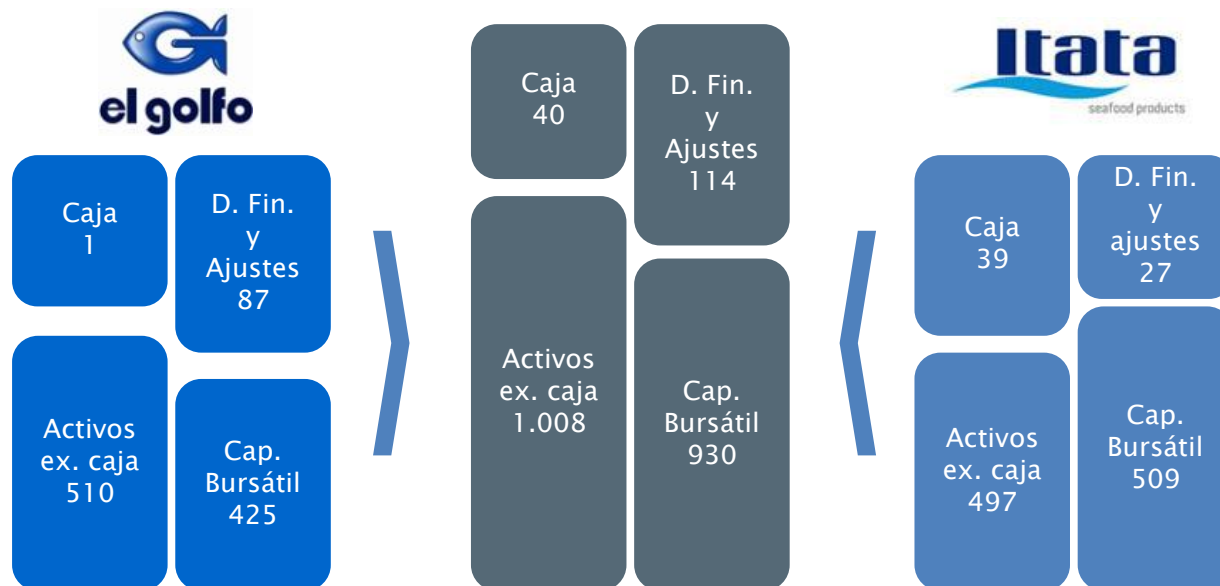 el golfo
Caja
1
D. Fin.
y
Ajustes
87
Activos
ex. caja
510
Cap.
Bursátil
425
Caja
40
D. Fin.
y
Ajustes
114
Activos
ex. caja
1.008
Cap.
Bursátil
930
Itata
seafood products
Caja
39
D. Fin.
y
ajustes
27
Activos
ex. caja
497
Cap.
Bursátil
509